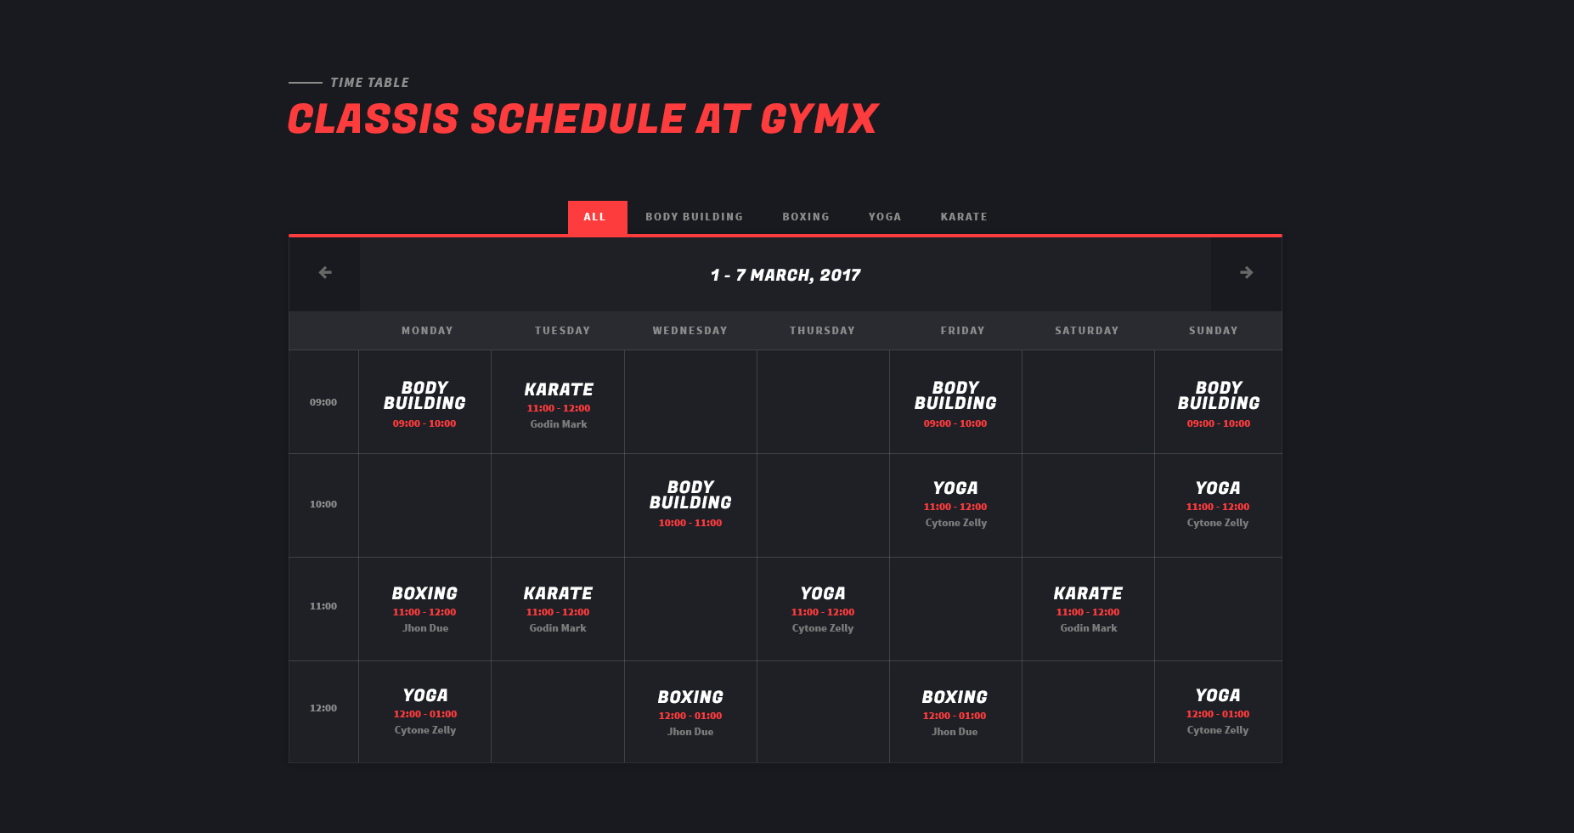 TIME TABLE
CLASSIS SCHEDULE AT GYMX
ALL BODY BUILDING BOXING YOGA KARATE
1 - 7 MARCH, 2017
MONDAY TUESDAY WEDNESDAY THURSDAY FRIDAY SATURDAY SUNDAY
09:00
BODY
BUILDING
09:00 - 10:00
KARATE
11:00 - 12:00
Godin Mark
BODY
BUILDING
09:00 - 10:00
BODY
BUILDING
09:00 - 10:00
10:00
BODY
BUILDING
10:00 - 11:00
YOGA
11:00 - 12:00
Cytone Zelly
YOGA
11:00 - 12:00
Cytone Zelly
11:00
BOXING
11:00 - 12:00
Jhon Due
KARATE
11:00 - 12:00
Godin Mark
YOGA
11:00 - 12:00
Cytone Zelly
KARATE
11:00 - 12:00
Godin Mark
12:00
YOGA
12:00 - 01:00
Cytone Zelly
BOXING
12:00 - 01:00
Jhon Due
BOXING
12:00 - 01:00
Jhon Due
YOGA
12:00 - 01:00
Cytone Zelly